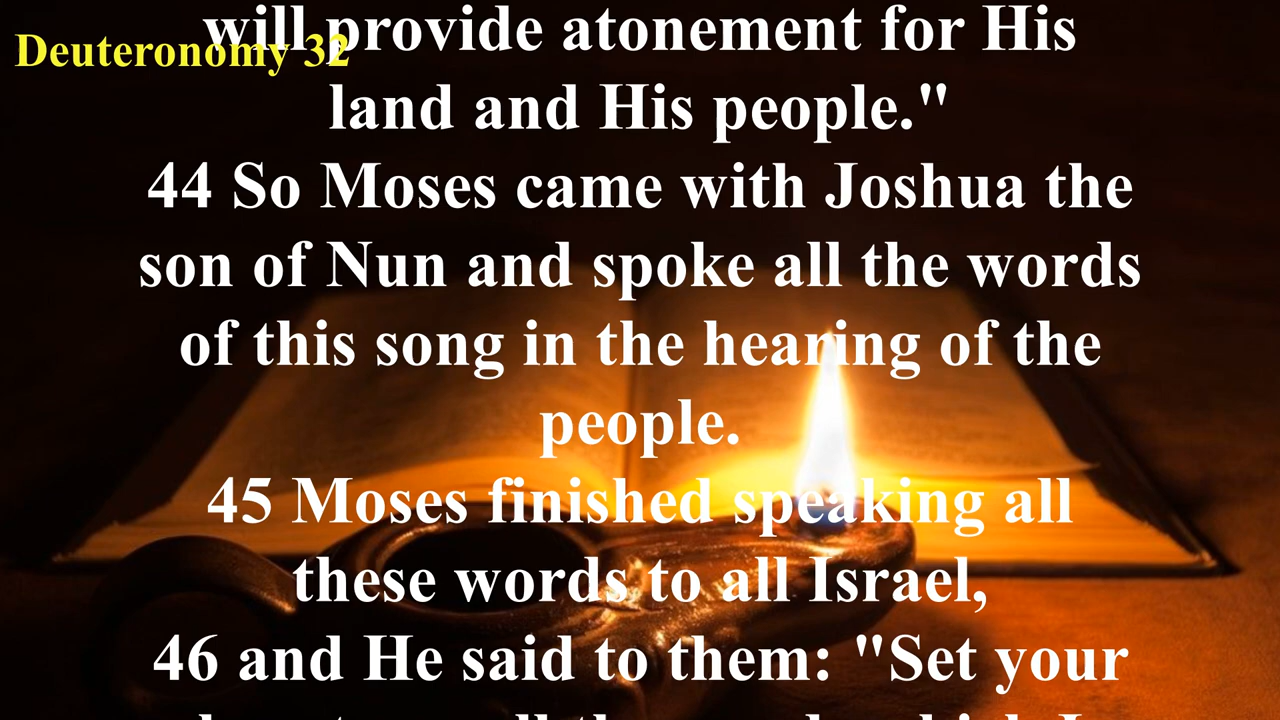 will provide atonement for His
Deuteronomy 32
land and His people."
44 So Moses came with Joshua the
son of Nun and spoke all the words
of this song in the hearing of the
people.
45 Moses finished speaking all
these words to all Israel,
46 and He said to them: "Set your